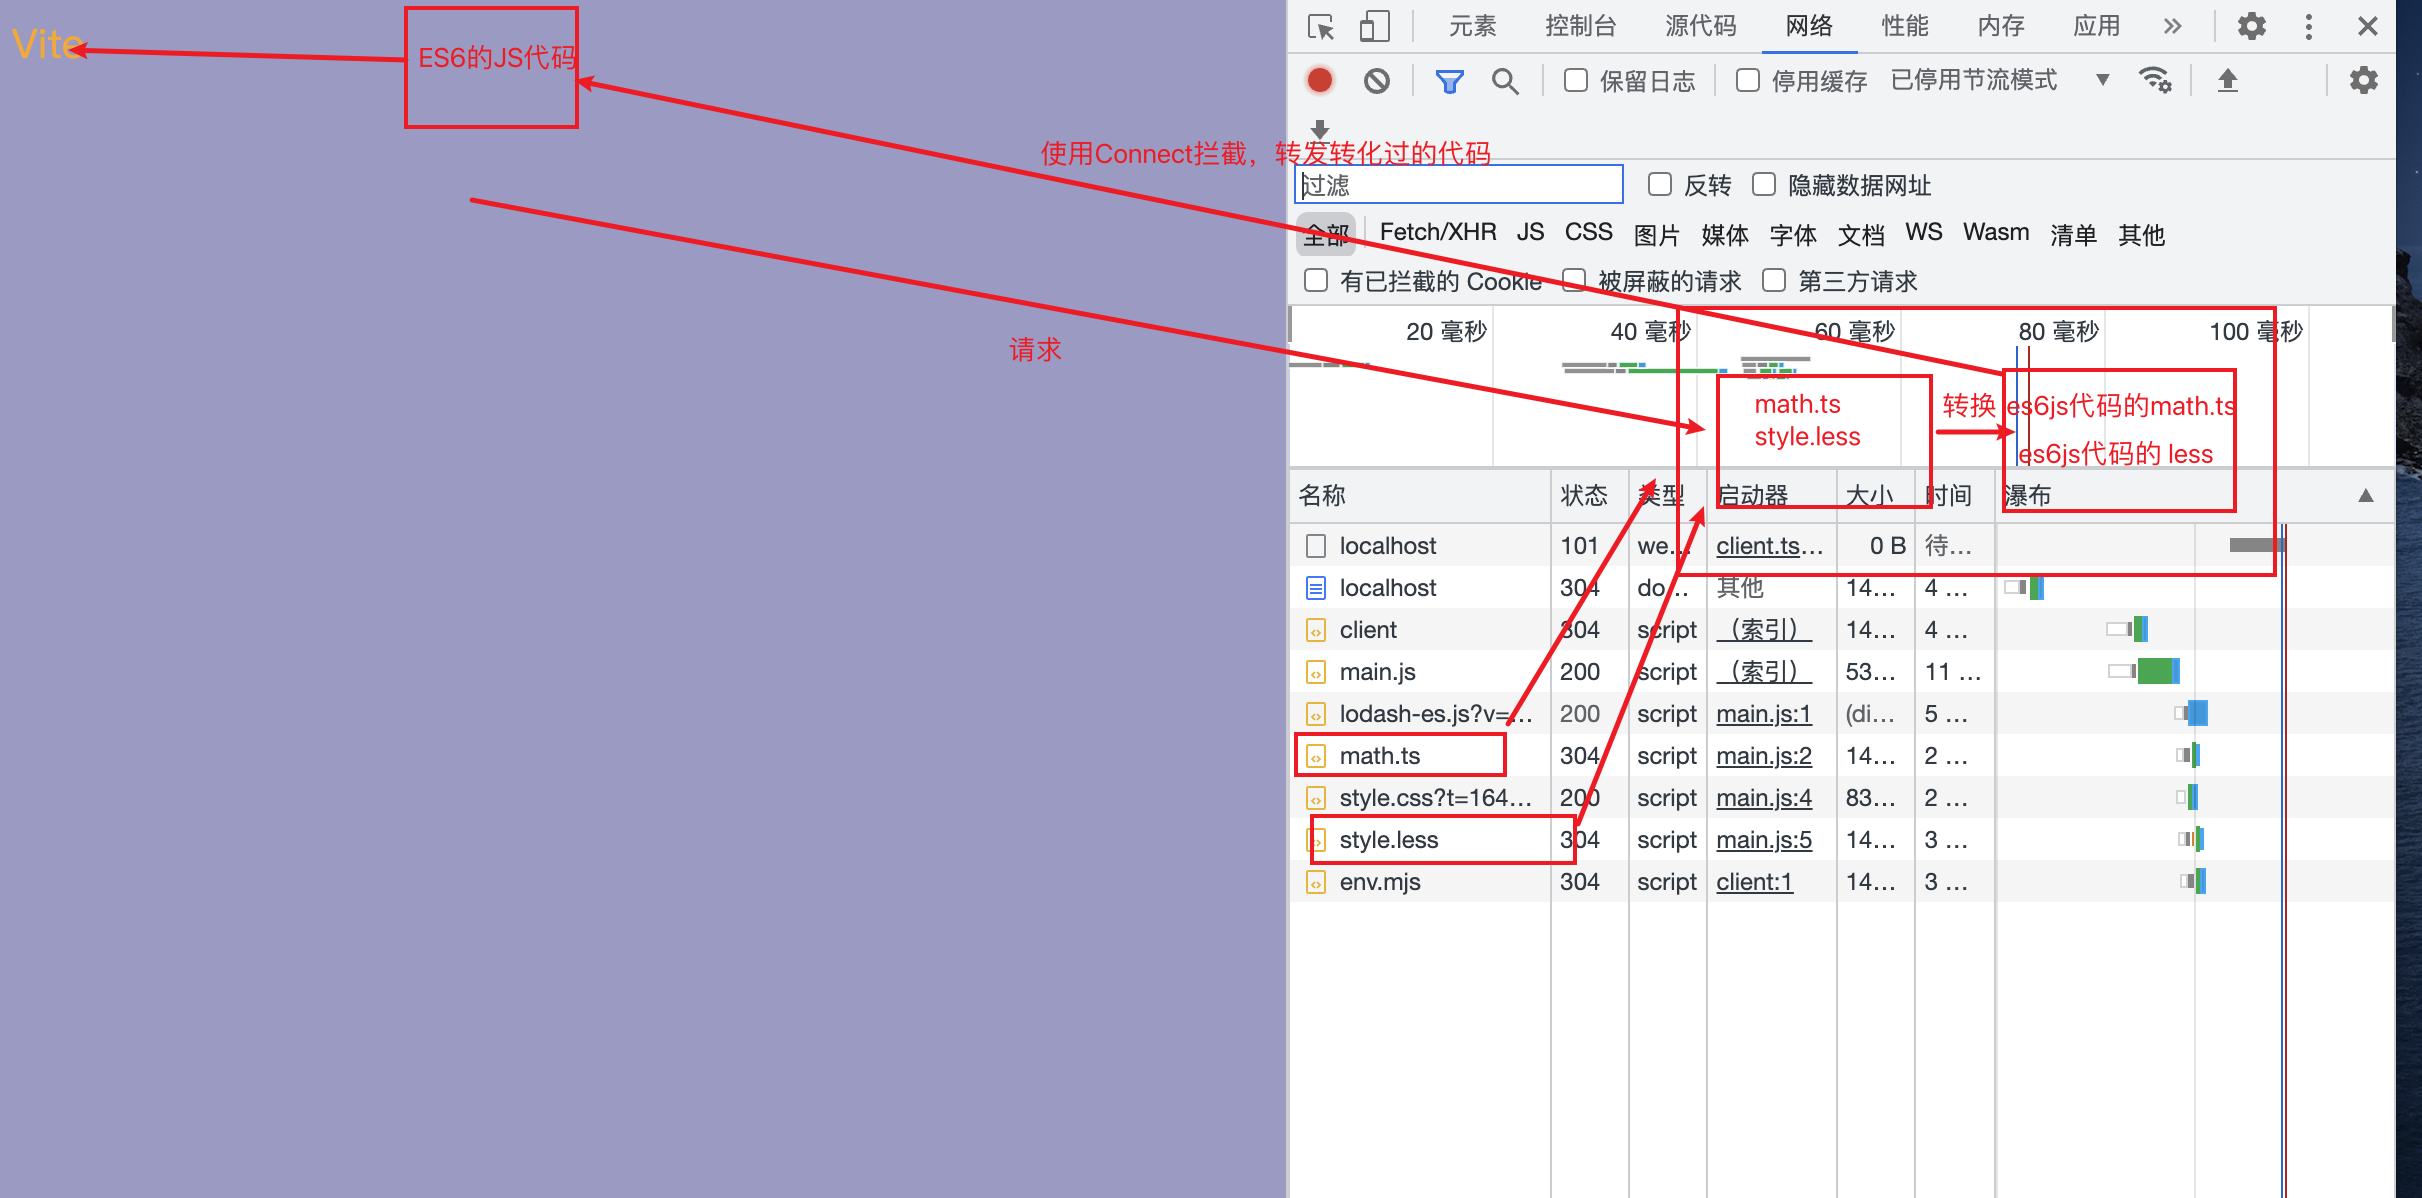 Vite
ES6的JS代码
使用Connect拦截，转发转化过的代码
请求
元素 控制台 源代码 网络 性能 内存 应用
保留日志 停用缓存 已停用节流模式
过滤 反转 隐藏数据网址
全部 Fetch/XHR JS CSS 图片 媒体 字体 文档 WS Wasm 清单 其他
有已拦截的 Cookie 被屏蔽的请求 第三方请求
20 毫秒 40 毫秒 60 毫秒 80 毫秒 100 毫秒
math.ts 转换 es6js代码的math.ts
style.less es6js代码的 less
名称 状态 类型 启动器 大小 时间 瀑布
localhost 101 we... client.ts... 0 B 待...
localhost 304 do... 其他 14... 4 ...
client 304 script （索引） 14... 4 ...
main.js 200 script （索引） 53... 11 ...
lodash-es.js?v=... 200 script main.js:1 (di... 5 ...
math.ts 304 script main.js:2 14... 2 ...
style.css?t=164... 200 script main.js:4 83... 2 ...
style.less 304 script main.js:5 14... 3 ...
env.mjs 304 script client:1 14... 3 ...